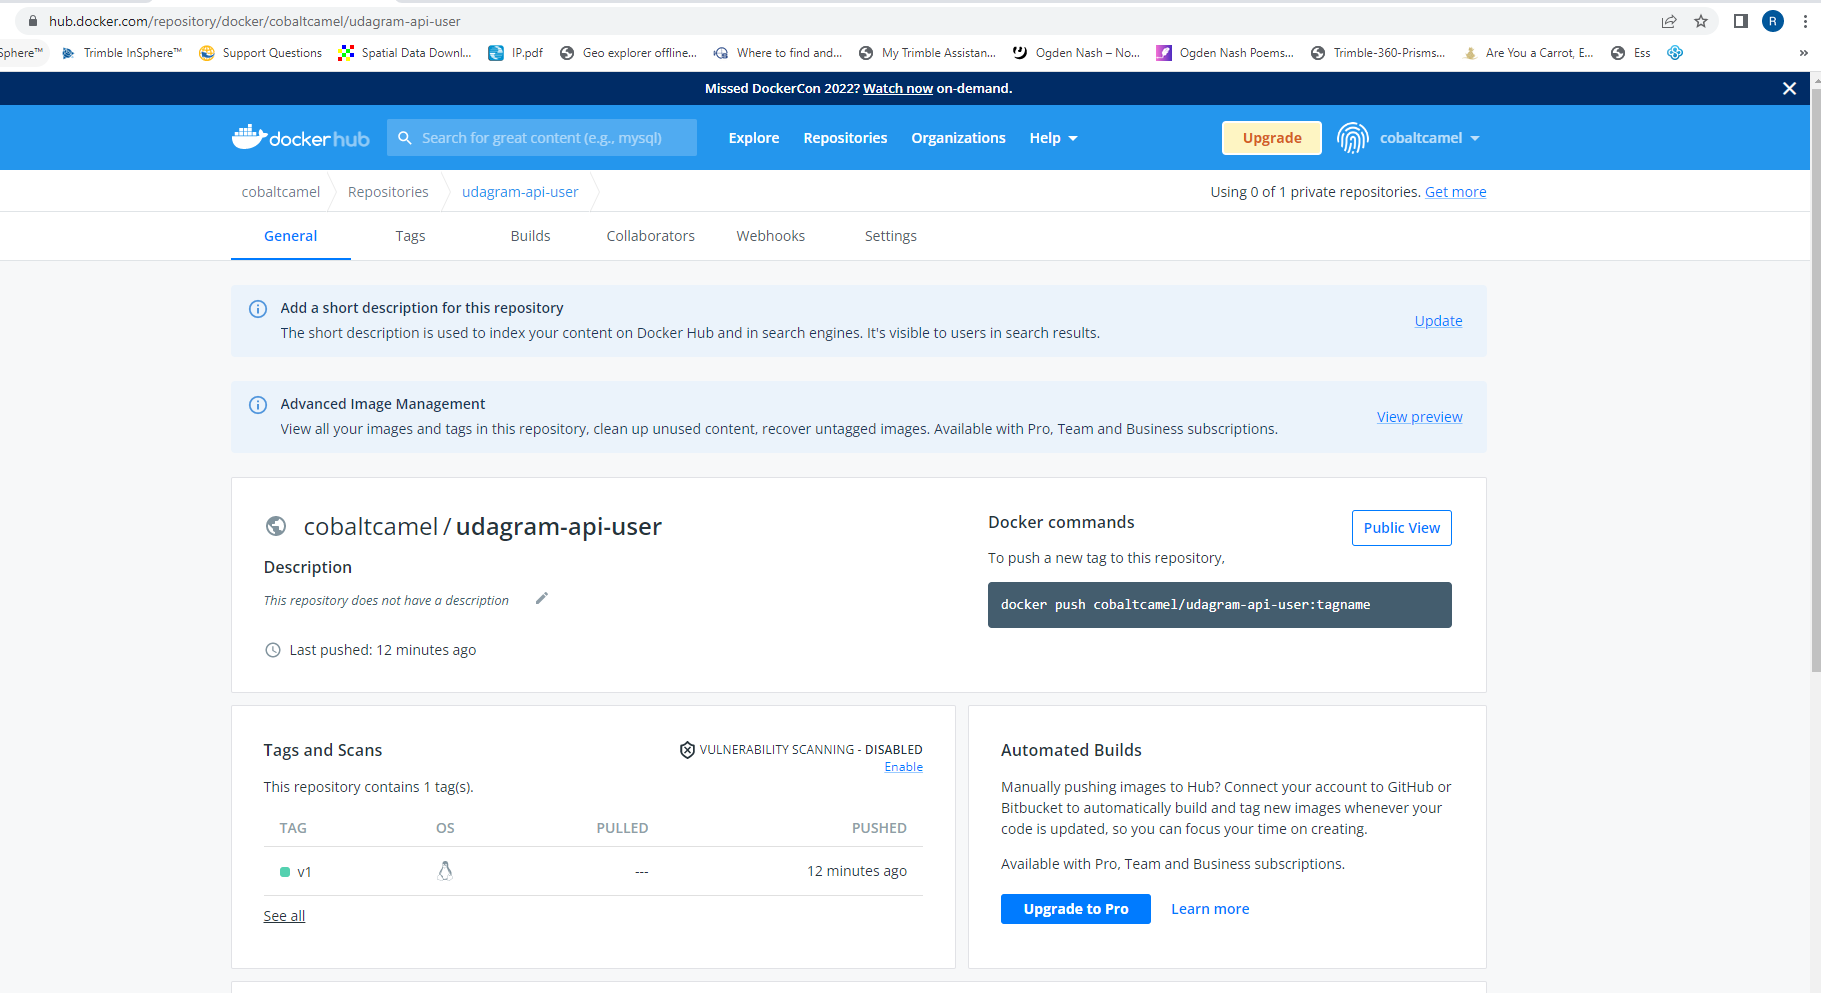 hub.docker.com/repository/docker/cobaltcamel/udagram-api-user
R
Sphere™ Trimble InSphere™ Support Questions Spatial Data Downl... IP.pdf Geo explorer offline... Where to find and... My Trimble Assistan... Ogden Nash – No... Ogden Nash Poems... Trimble-360-Prisms... Are You a Carrot, E... Ess »
Missed DockerCon 2022? Watch now on-demand.
dockerhub Search for great content (e.g., mysql) Explore Repositories Organizations Help Upgrade cobaltcamel
cobaltcamel Repositories udagram-api-user Using 0 of 1 private repositories. Get more
General Tags Builds Collaborators Webhooks Settings
Add a short description for this repository
The short description is used to index your content on Docker Hub and in search engines. It's visible to users in search results.
Update
Advanced Image Management
View all your images and tags in this repository, clean up unused content, recover untagged images. Available with Pro, Team and Business subscriptions.
View preview
cobaltcamel / udagram-api-user
Description
This repository does not have a description
Last pushed: 12 minutes ago
Docker commands
Public View
To push a new tag to this repository,
docker push cobaltcamel/udagram-api-user:tagname
Tags and Scans
VULNERABILITY SCANNING - DISABLED
Enable
This repository contains 1 tag(s).
TAG OS PULLED PUSHED
v1 --- 12 minutes ago
See all
Automated Builds
Manually pushing images to Hub? Connect your account to GitHub or
Bitbucket to automatically build and tag new images whenever your
code is updated, so you can focus your time on creating.
Available with Pro, Team and Business subscriptions.
Upgrade to Pro Learn more